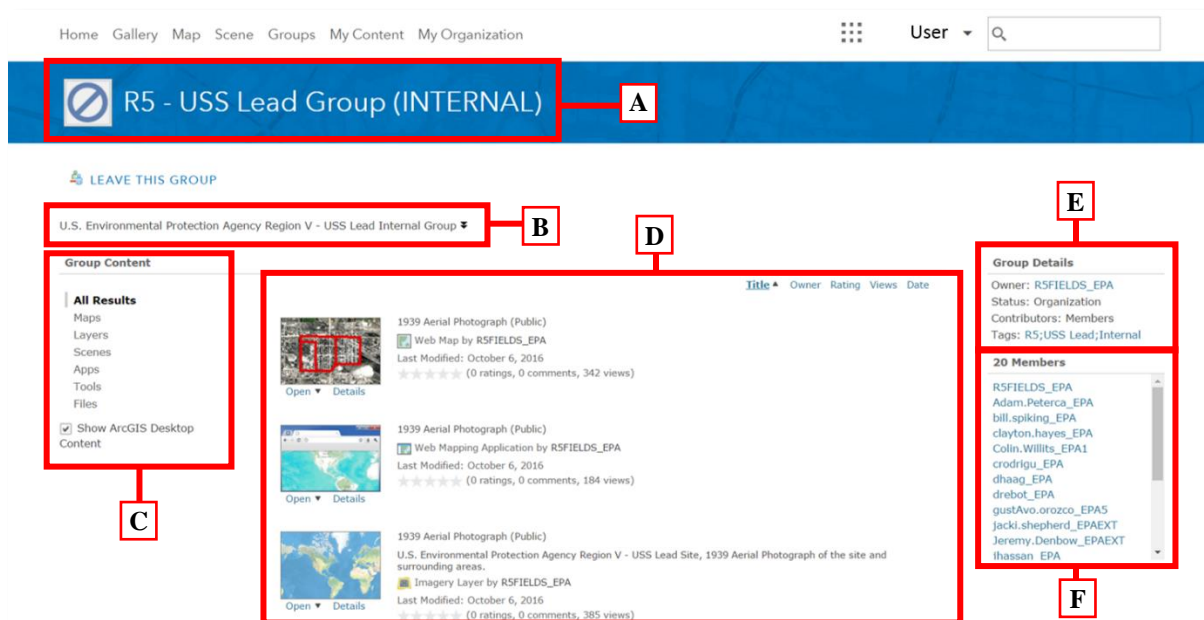 Home Gallery Map Scene Groups My Content My Organization
User
R5 - USS Lead Group (INTERNAL)
A
LEAVE THIS GROUP
U.S. Environmental Protection Agency Region V - USS Lead Internal Group
B
Group Content
All Results
Maps
Layers
Scenes
Apps
Tools
Files
Show ArcGIS Desktop
Content
C
D
Title Owner Rating Views Date
1939 Aerial Photograph (Public)
Web Map by R5FIELDS_EPA
Last Modified: October 6, 2016
(0 ratings, 0 comments, 342 views)
Open Details
1939 Aerial Photograph (Public)
Web Mapping Application by R5FIELDS_EPA
Last Modified: October 6, 2016
(0 ratings, 0 comments, 184 views)
Open Details
1939 Aerial Photograph (Public)
U.S. Environmental Protection Agency Region V - USS Lead Site, 1939 Aerial Photograph of the site and
surrounding areas.
Imagery Layer by R5FIELDS_EPA
Last Modified: October 6, 2016
(0 ratings, 0 comments, 385 views)
Open Details
E
Group Details
Owner: R5FIELDS_EPA
Status: Organization
Contributors: Members
Tags: R5;USS Lead;Internal
20 Members
R5FIELDS_EPA
Adam.Peterca_EPA
bill.spiking_EPA
clayton.hayes_EPA
Colin.Willits_EPA1
crodrigu_EPA
dhaag_EPA
drebot_EPA
gustAvo.orozco_EPA5
jacki.shepherd_EPAEXT
Jeremy.Denbow_EPAEXT
F